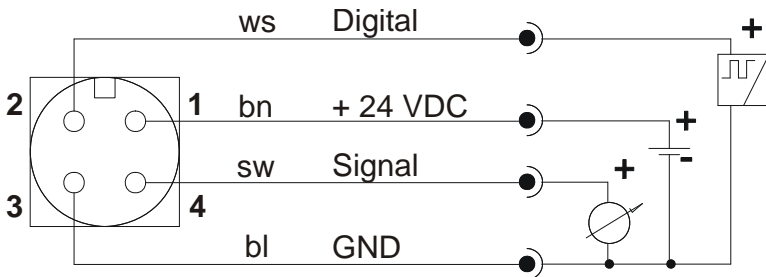 ws Digital +
2 1 bn + 24 VDC +
-
sw Signal +
3 4
bl GND